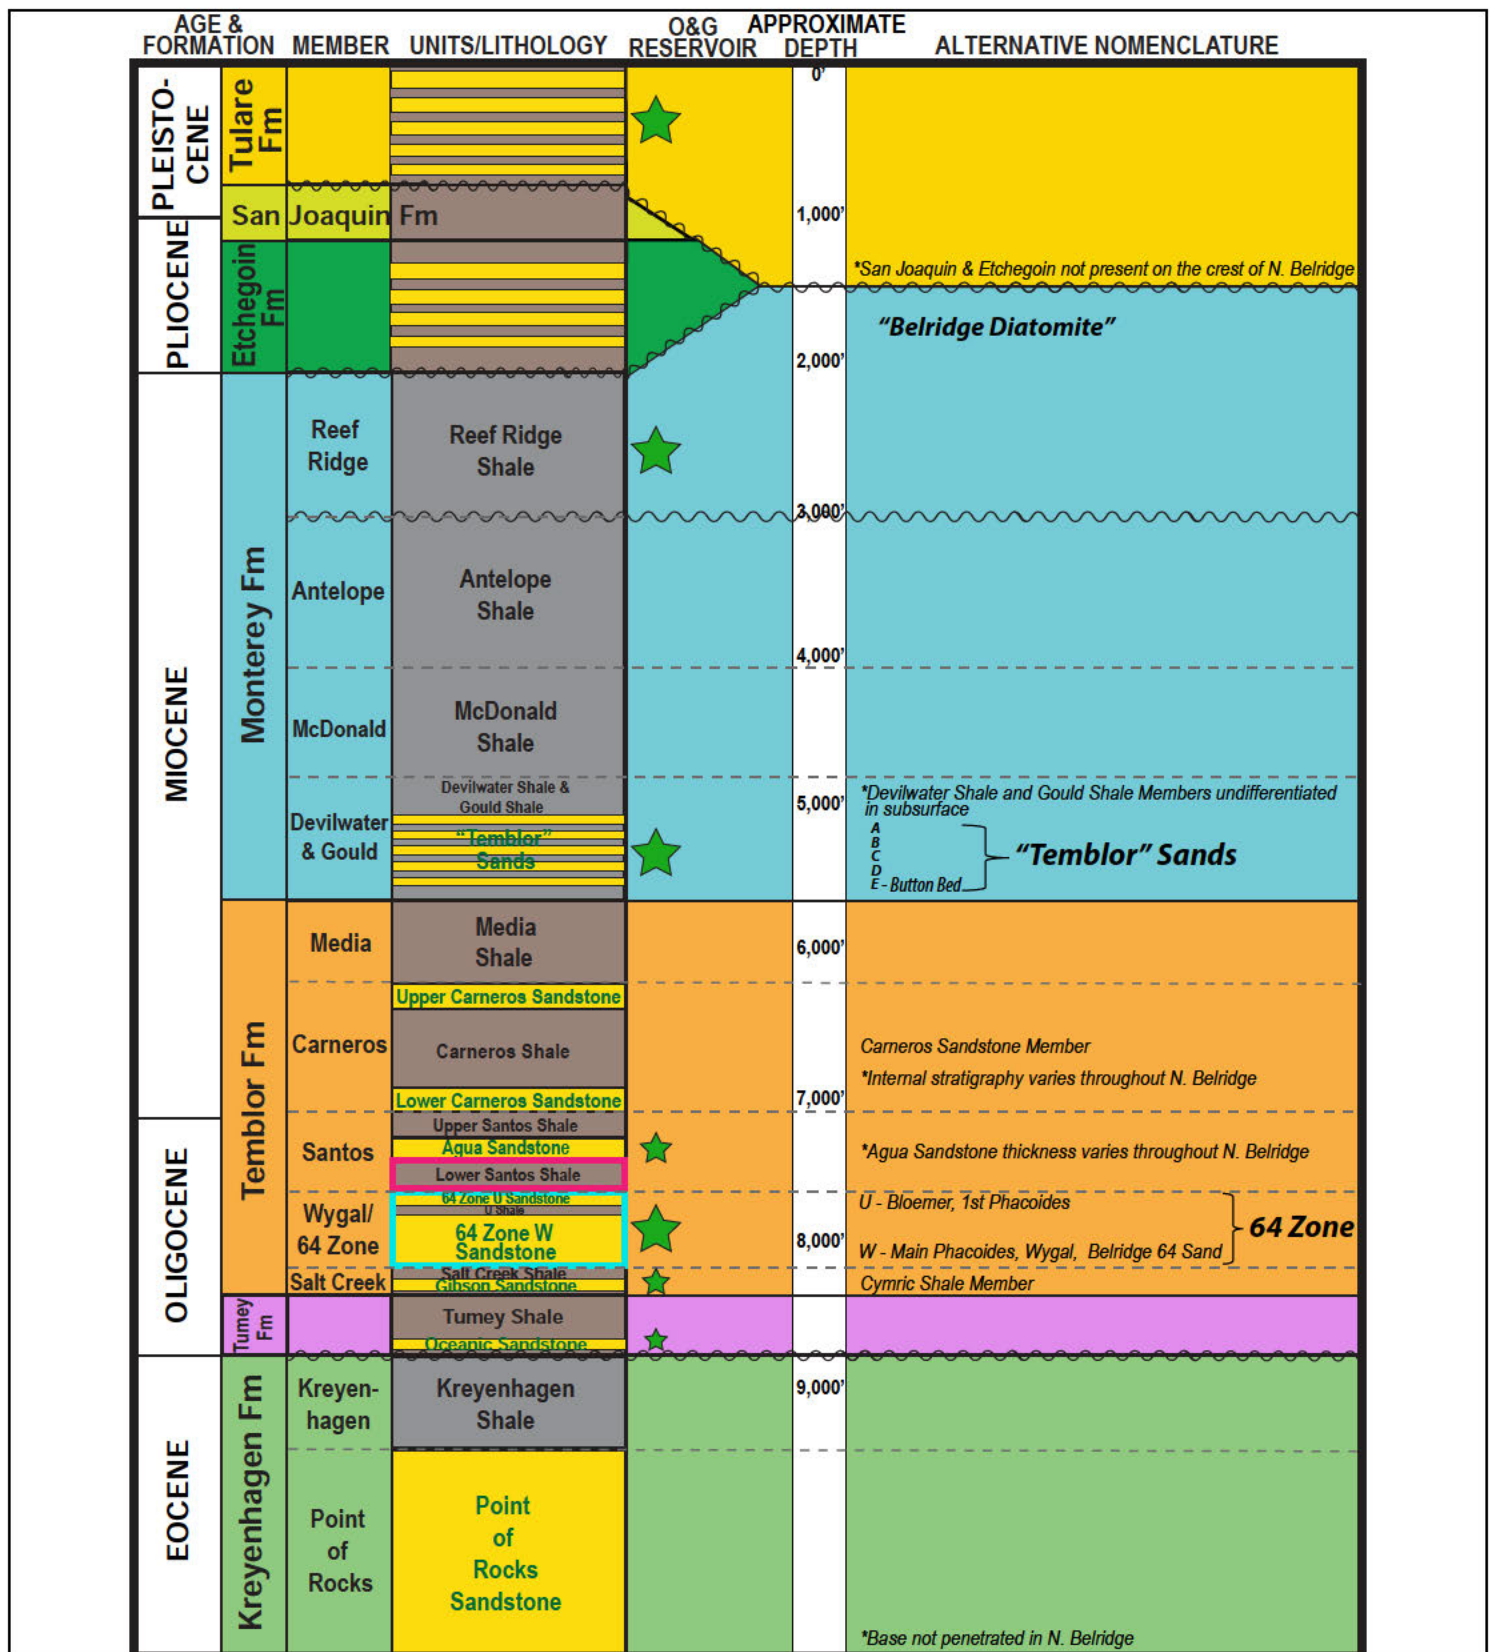 AGE &
FORMATION
MEMBER
UNITS/LITHOLOGY
O&G
RESERVOIR
APPROXIMATE
DEPTH
ALTERNATIVE NOMENCLATURE
PLEISTO-
CENE
Tulare
Fm
0'
San Joaquin Fm
1,000'
*San Joaquin & Etchegoin not present on the crest of N. Belridge
PLIOCENE
Etchegoin
Fm
"Belridge Diatomite"
2,000'
MIOCENE
Monterey Fm
Reef
Ridge
Reef Ridge
Shale
3,000'
Antelope
Antelope
Shale
4,000'
McDonald
McDonald
Shale
Devilwater
& Gould
Devilwater Shale &
Gould Shale
"Temblor"
Sands
5,000'
*Devilwater Shale and Gould Shale Members undifferentiated
in subsurface
A
B
C
D
E - Button Bed
"Temblor" Sands
Temblor Fm
Media
Media
Shale
6,000'
Carneros
Upper Carneros Sandstone
Carneros Shale
Lower Carneros Sandstone
Carneros Sandstone Member
*Internal stratigraphy varies throughout N. Belridge
7,000'
OLIGOCENE
Santos
Upper Santos Shale
Agua Sandstone
Lower Santos Shale
*Agua Sandstone thickness varies throughout N. Belridge
Wygal/
64 Zone
64 Zone U Sandstone
U Shale
64 Zone W
Sandstone
8,000'
U - Bloemer, 1st Phacoides
W - Main Phacoides, Wygal, Belridge 64 Sand
64 Zone
Salt Creek
Salt Creek Shale
Gibson Sandstone
Cymric Shale Member
Tumey
Fm
Tumey Shale
Oceanic Sandstone
EOCENE
Kreyenhagen Fm
Kreyen-
hagen
Kreyenhagen
Shale
9,000'
Point
of
Rocks
Point
of
Rocks
Sandstone
*Base not penetrated in N. Belridge